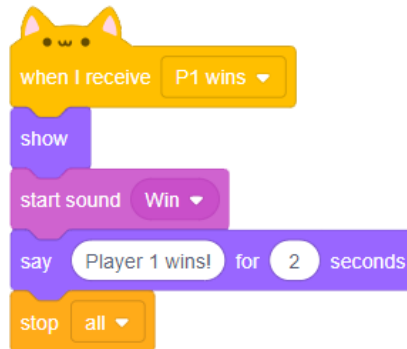 when I receive P1 wins
show
start sound Win
say Player 1 wins! for 2 seconds
stop all